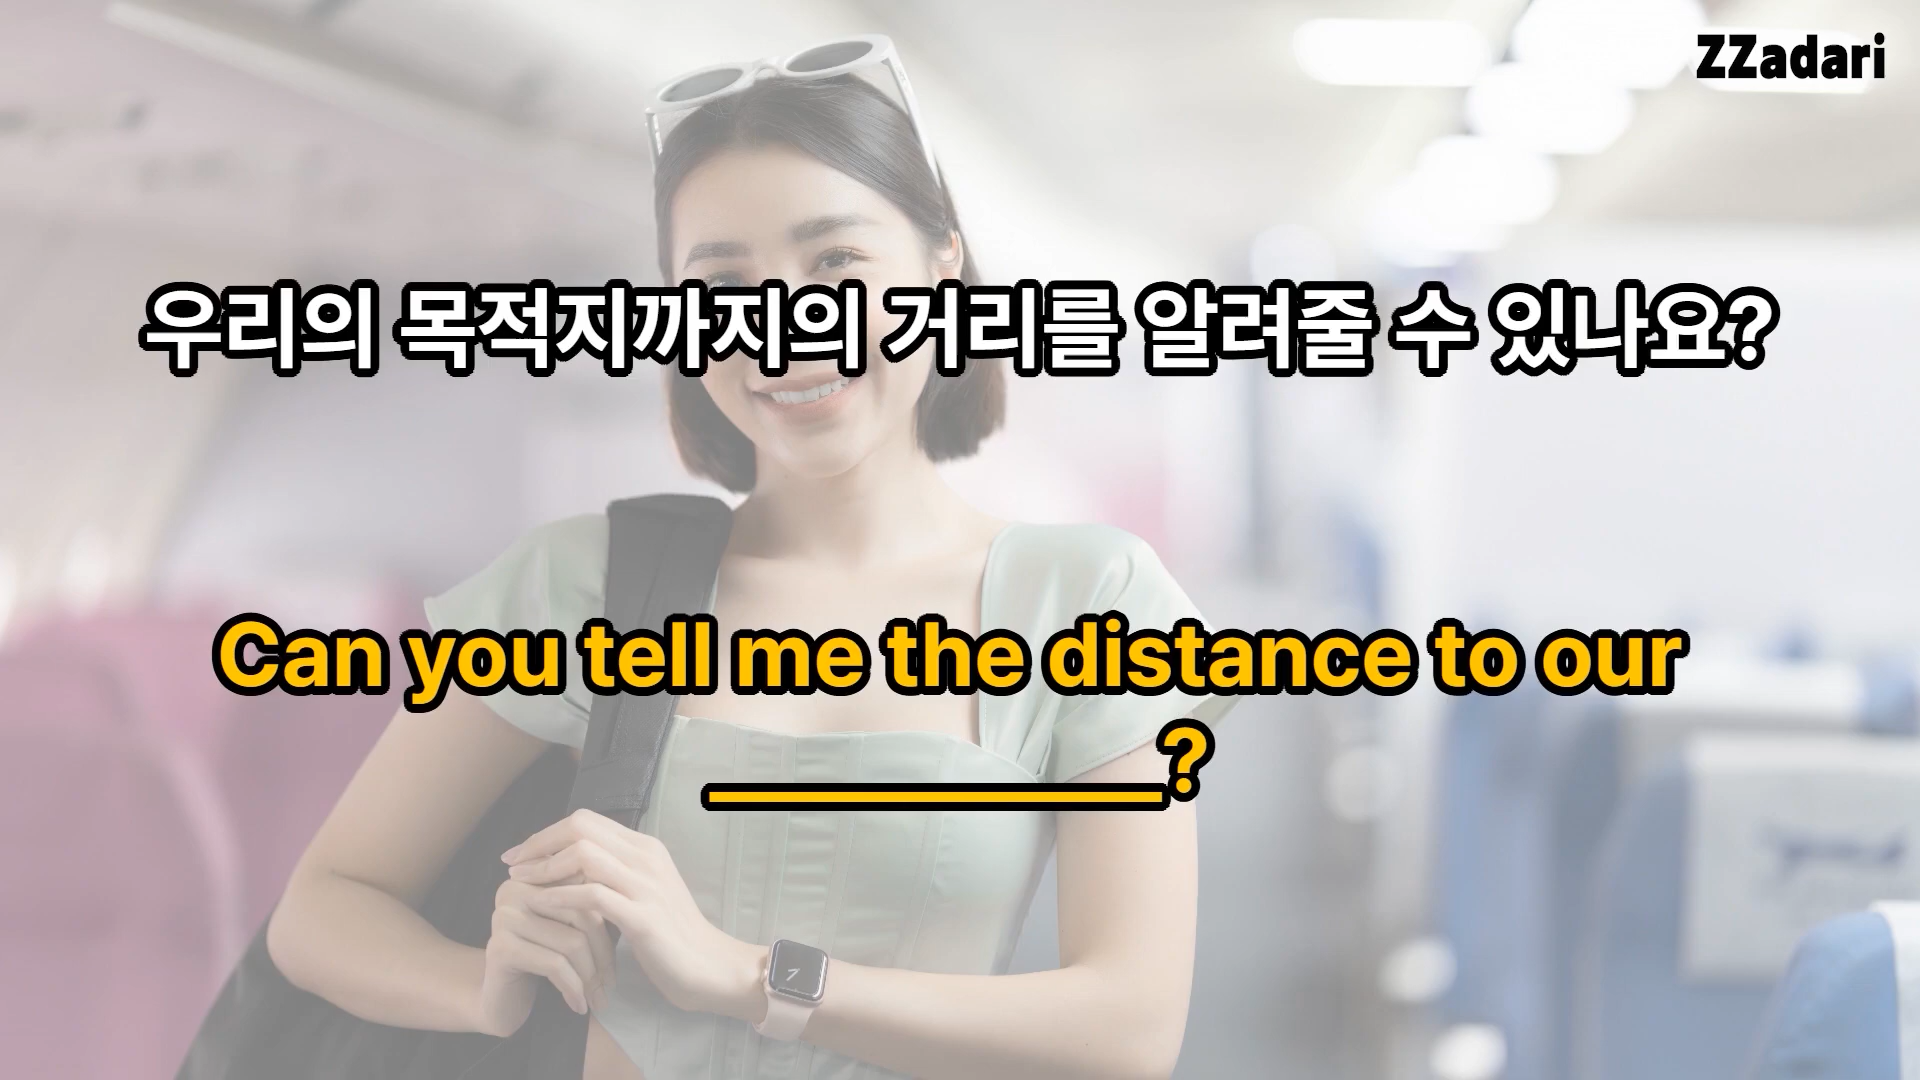 ZZadari
우리의 목적지까지의 거리를 알려줄 수 있나요?
Can you tell me the distance to our
__________?